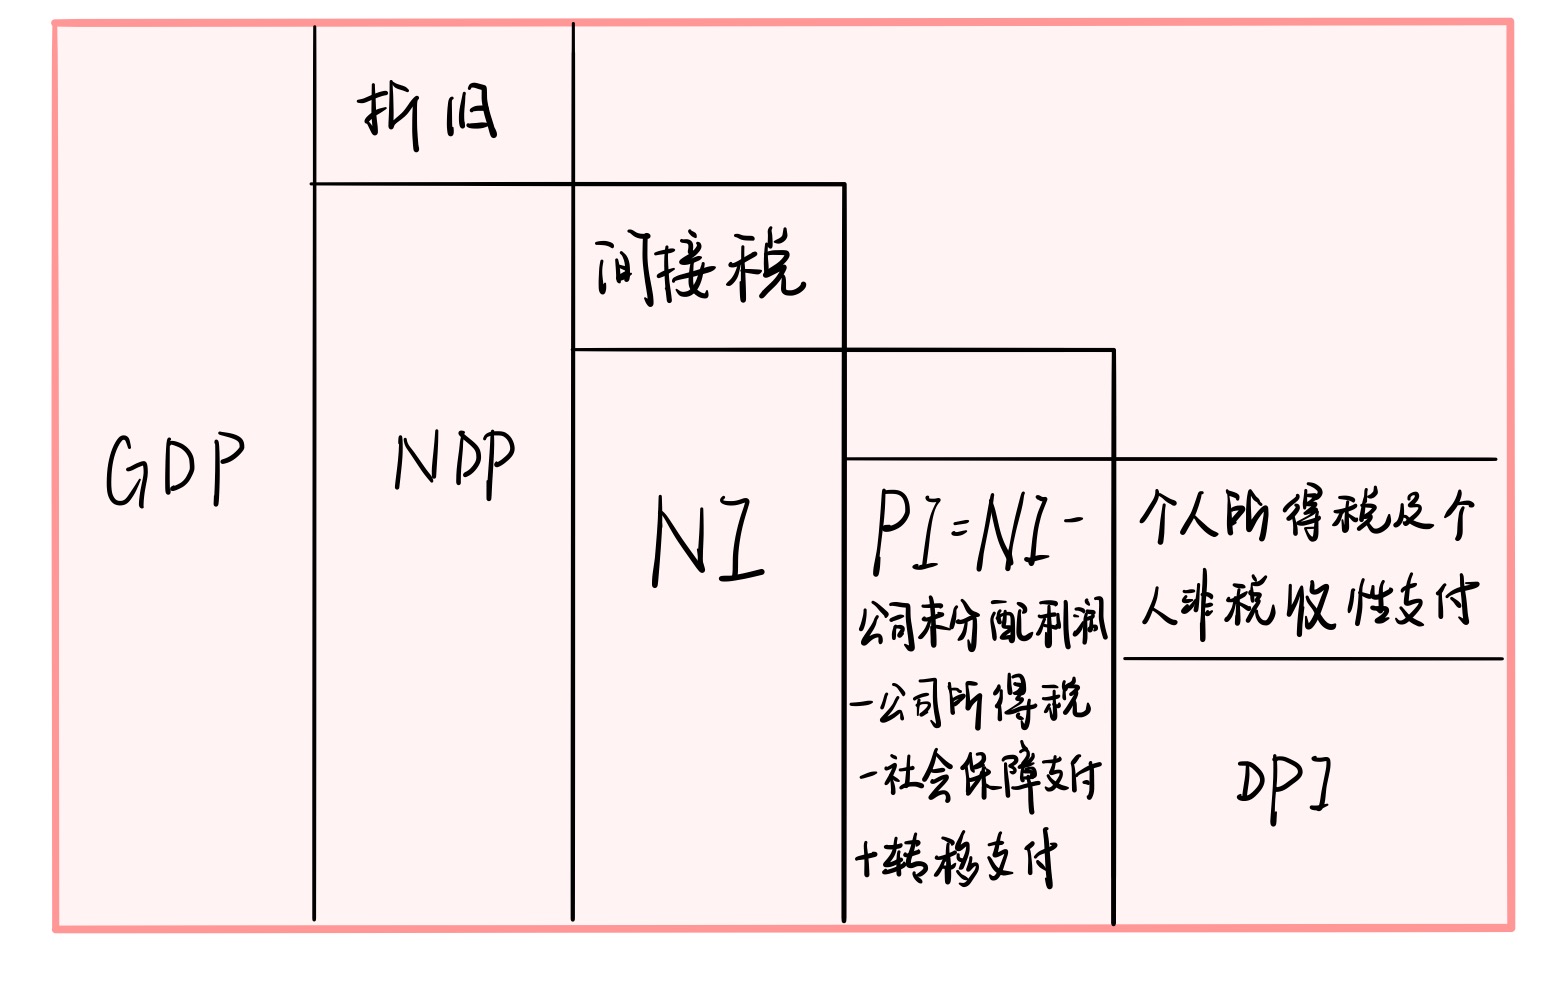 GDP
折旧
NDP
间接税
NI
PI=NI-
公司未分配利润
-公司所得税
-社会保障支付
+转移支付
个人所得税及个
人非税收性支付
DPI